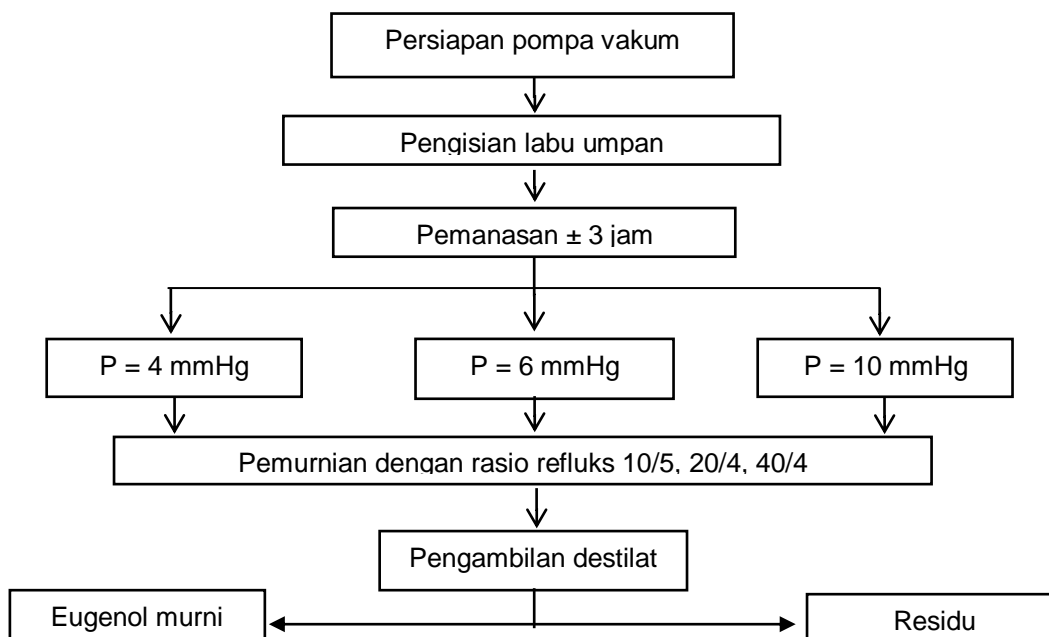 Persiapan pompa vakum
Pengisian labu umpan
Pemanasan ± 3 jam
P = 4 mmHg
P = 6 mmHg
P = 10 mmHg
Pemurnian dengan rasio refluks 10/5, 20/4, 40/4
Pengambilan destilat
Eugenol murni
Residu